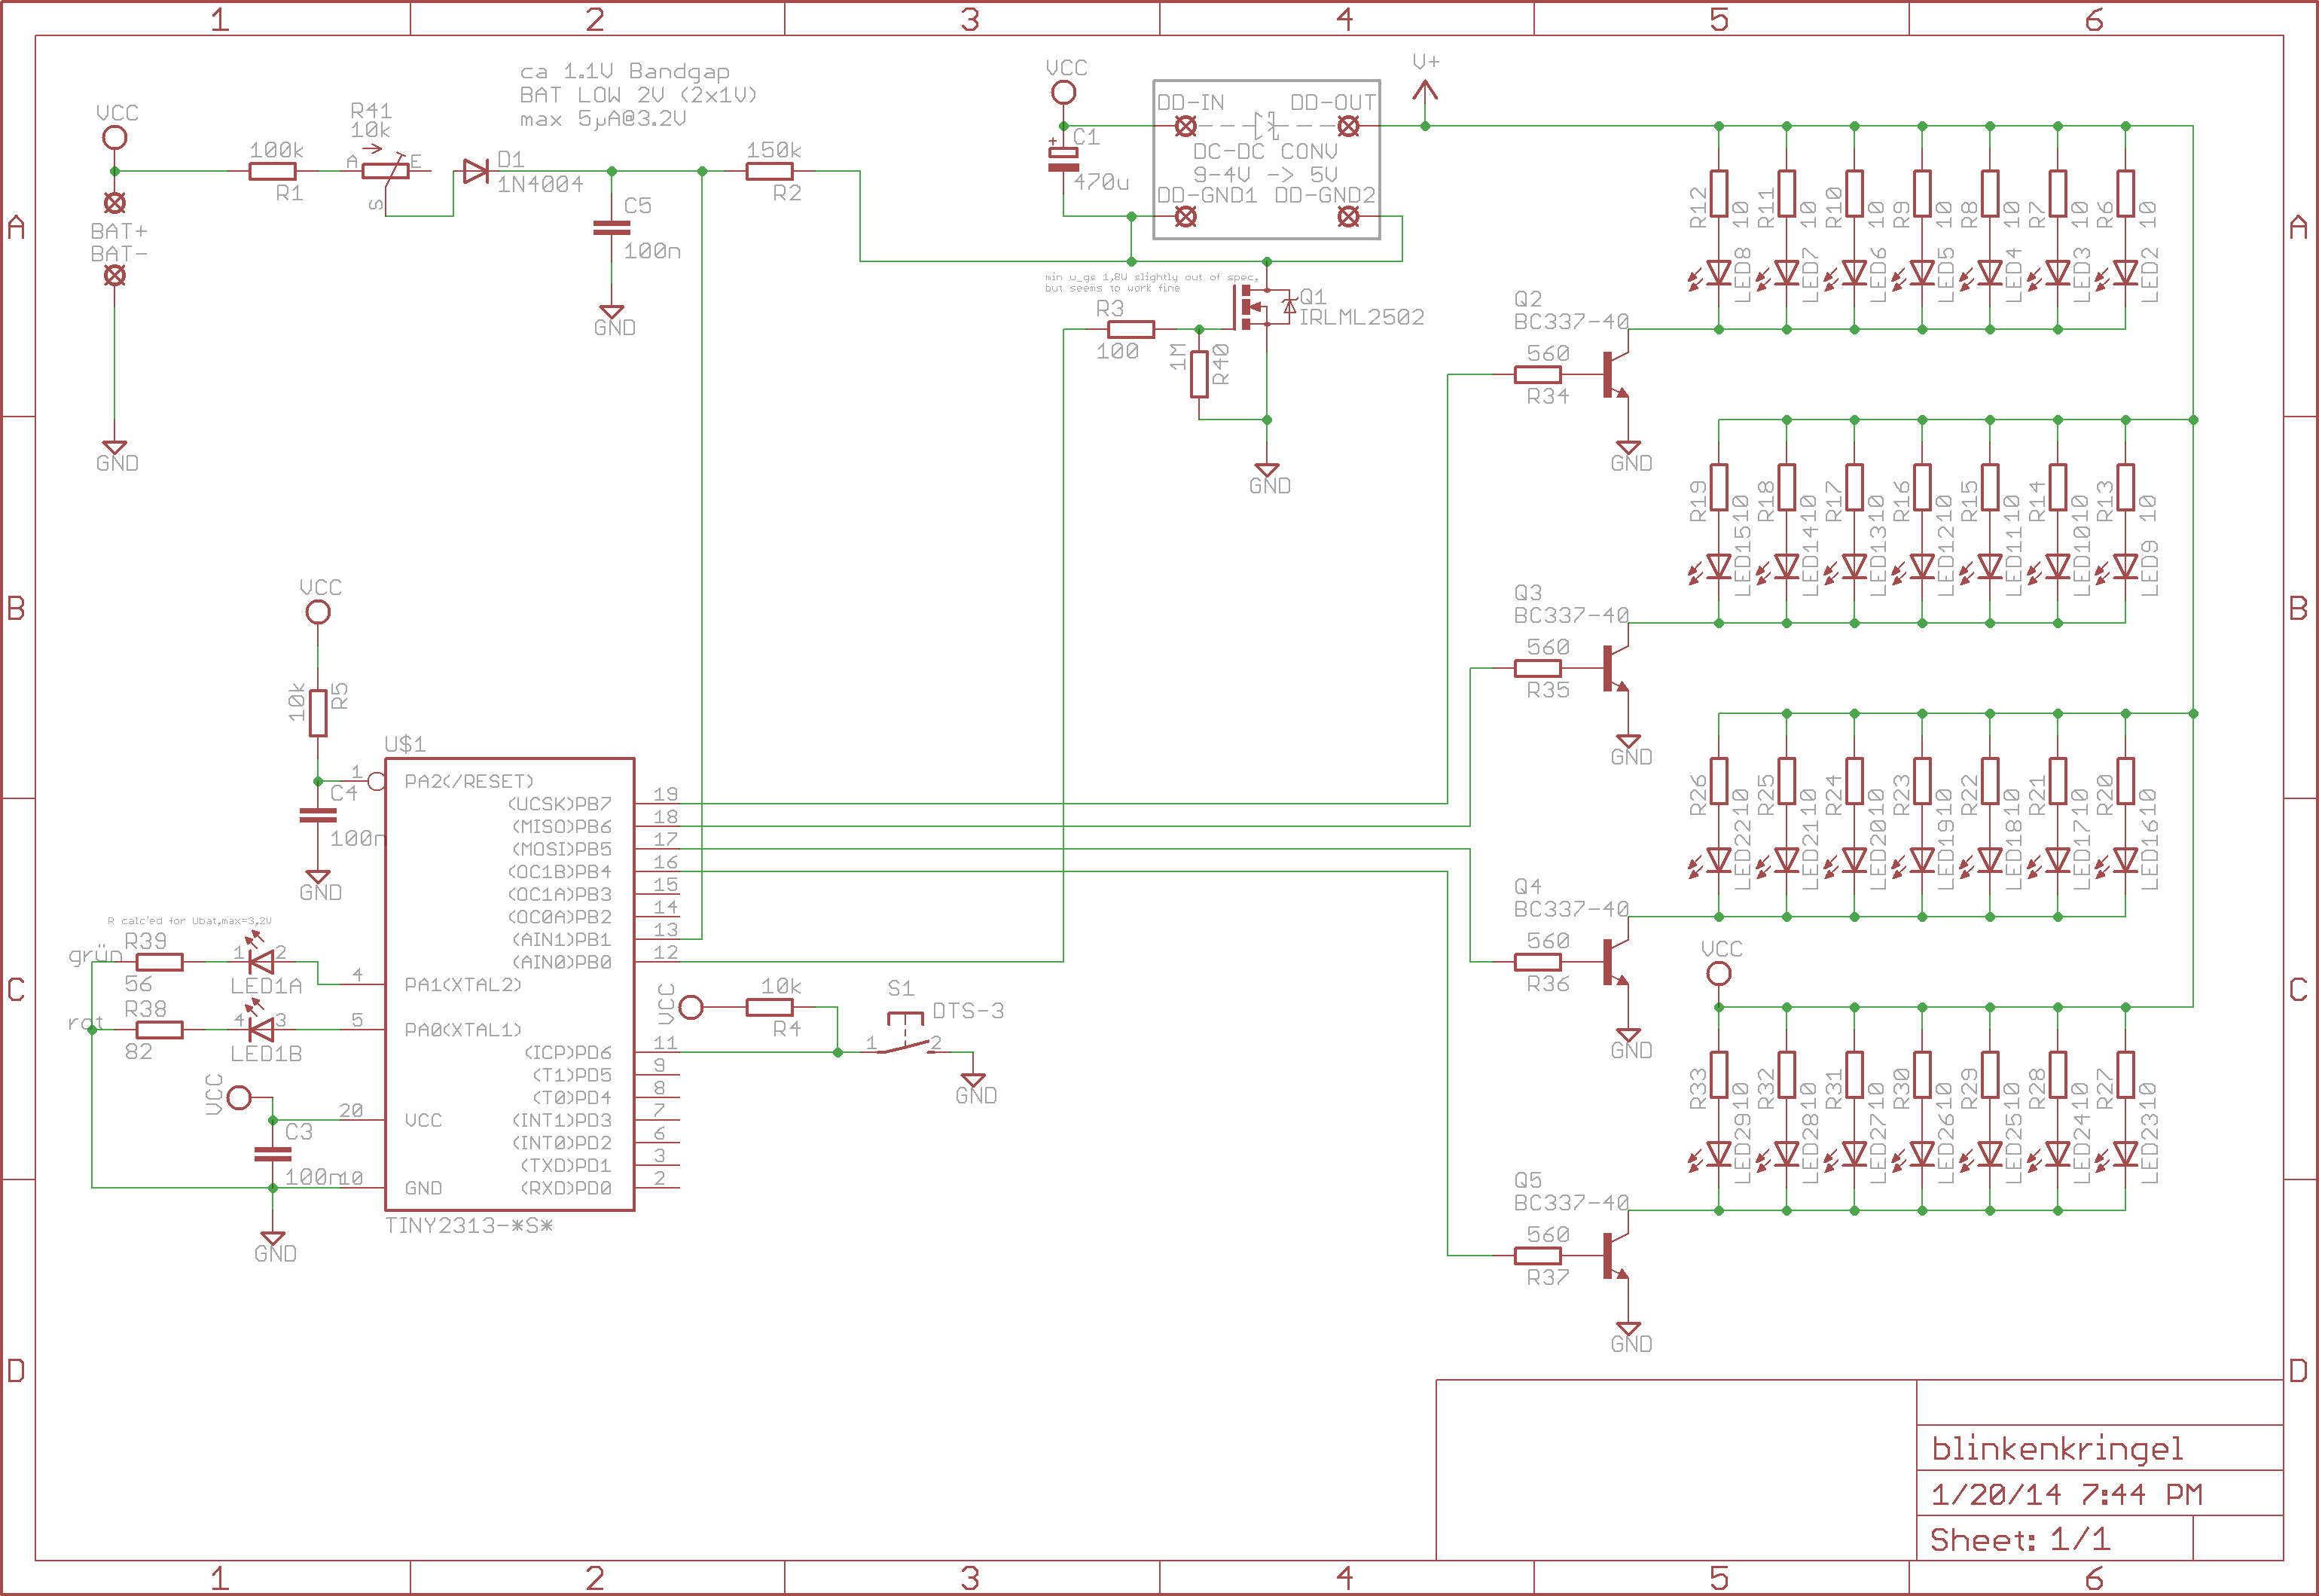 1 2 3 4 5 6
A
B
C
D
A
B
C
D
VCC
BAT+
BAT-
GND
100k
R1
R41
10k
A E
S
D1
1N4004
ca 1.1V Bandgap
BAT LOW 2V (2x1V)
max 5µA@3.2V
C5
100n
GND
150k
R2
VCC
+
C1
470u
DD-IN DD-OUT
DC-DC CONV
9-4V -> 5V
DD-GND1 DD-GND2
V+
min u_gs 1,8V slightly out of spec,
but seems to work fine
R3
100
1M
R40
Q1
IRLML2502
GND
Q2
BC337-40
560
R34
GND
R12 10 R11 10 R10 10 R9 10 R8 10 R7 10 R6 10
LED8 LED7 LED6 LED5 LED4 LED3 LED2
Q3
BC337-40
560
R35
GND
R19 10 R18 10 R17 10 R16 10 R15 10 R14 10 R13 10
LED15 LED14 LED13 LED12 LED11 LED10 LED9
Q4
BC337-40
560
R36
GND
R26 10 R25 10 R24 10 R23 10 R22 10 R21 10 R20 10
LED22 LED21 LED20 LED19 LED18 LED17 LED16
VCC
Q5
BC337-40
560
R37
GND
R33 10 R32 10 R31 10 R30 10 R29 10 R28 10 R27 10
LED29 LED28 LED27 LED26 LED25 LED24 LED23
VCC
10k
R5
C4
100n
GND
U$1
1 PA2(/RESET)
(UCSK)PB7 19
(MISO)PB6 18
(MOSI)PB5 17
(OC1B)PB4 16
(OC1A)PB3 15
(OC0A)PB2 14
(AIN1)PB1 13
(AIN0)PB0 12
4 PA1(XTAL2)
5 PA0(XTAL1)
(ICP)PD6 11
(T1)PD5 9
(T0)PD4 8
20 VCC (INT1)PD3 7
(INT0)PD2 6
(TXD)PD1 3
10 GND (RXD)PD0 2
TINY2313-*S*
R calc'ed for Ubat,max=3,2V
grün
R39
56
1 2
LED1A
rot
R38
82
4 3
LED1B
VCC
C3
100n
GND
VCC
10k
R4
S1
DTS-3
1 2
GND
blinkenkringel
1/20/14 7:44 PM
Sheet: 1/1
1 2 3 4 5 6